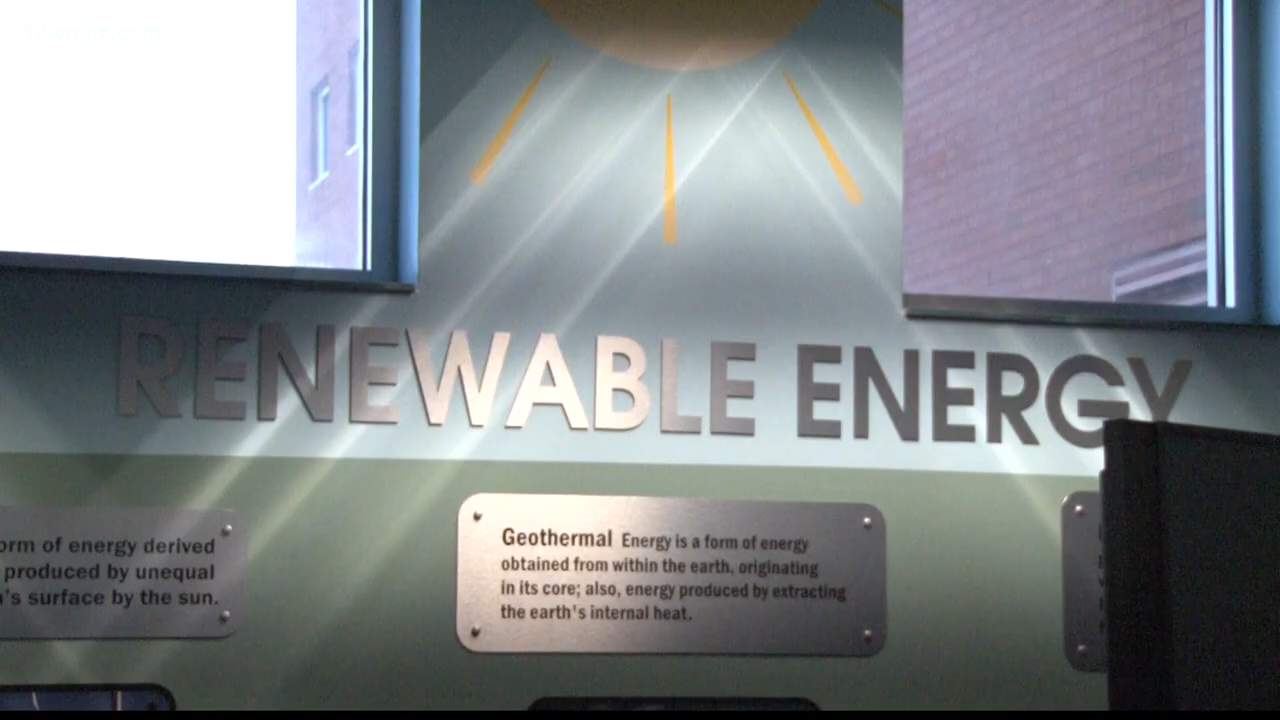 RENEWABLE ENERGY
orm of energy derived
produced by unequal
's surface by the sun.
Geothermal Energy is a form of energy
obtained from within the earth, originating
in its core; also, energy produced by extracting
the earth's internal heat.